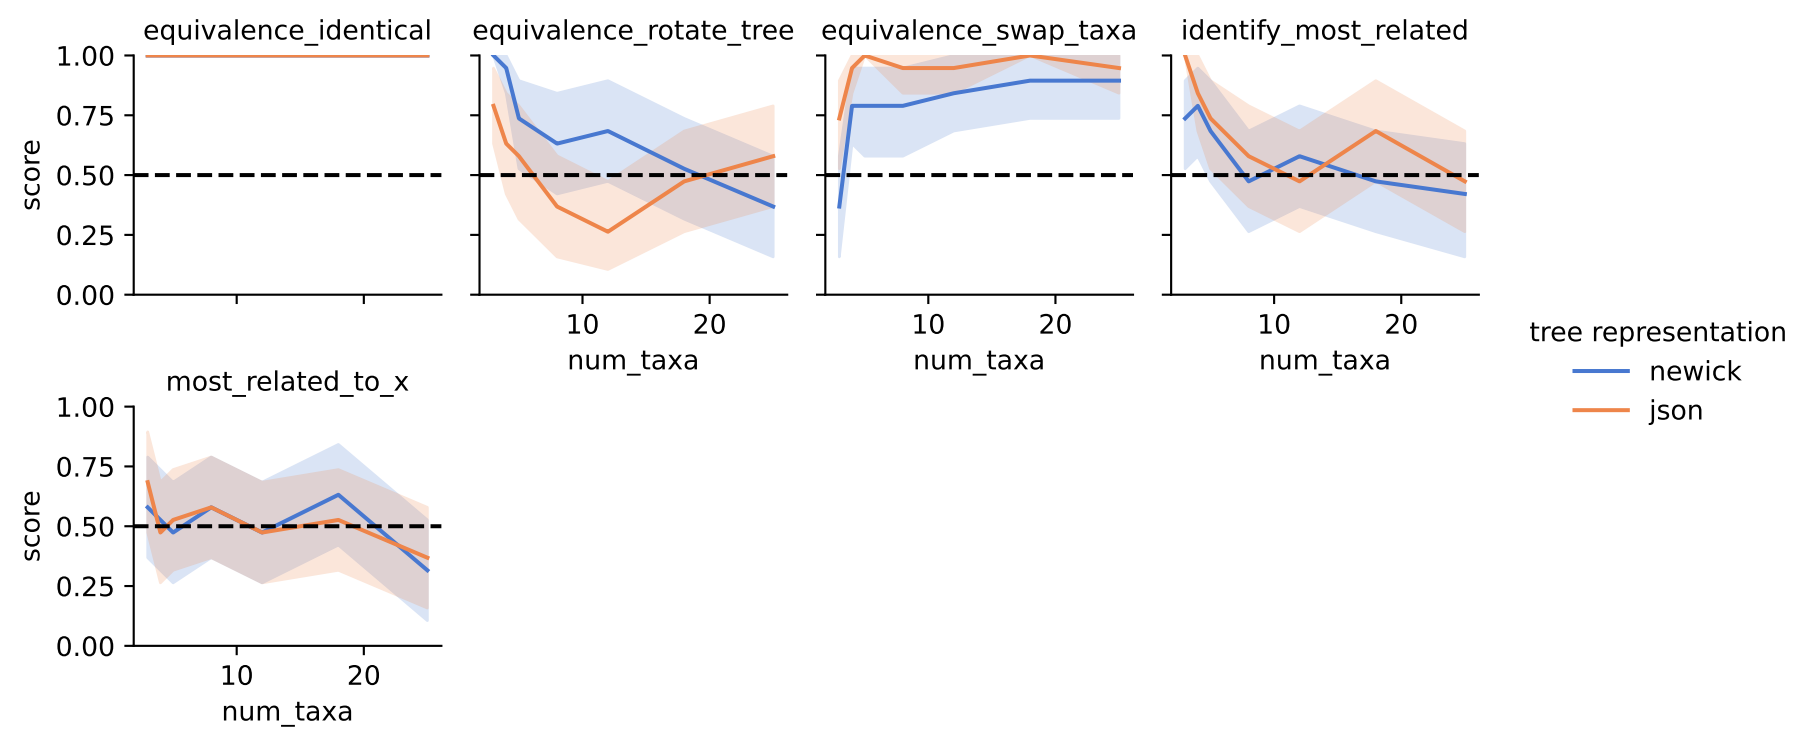 equivalence_identical
equivalence_rotate_tree
equivalence_swap_taxa
identify_most_related
score
1.00
0.75
0.50
0.25
0.00
10
20
num_taxa
10
20
num_taxa
10
20
num_taxa
most_related_to_x
score
1.00
0.75
0.50
0.25
0.00
10
20
num_taxa
tree representation
newick
json